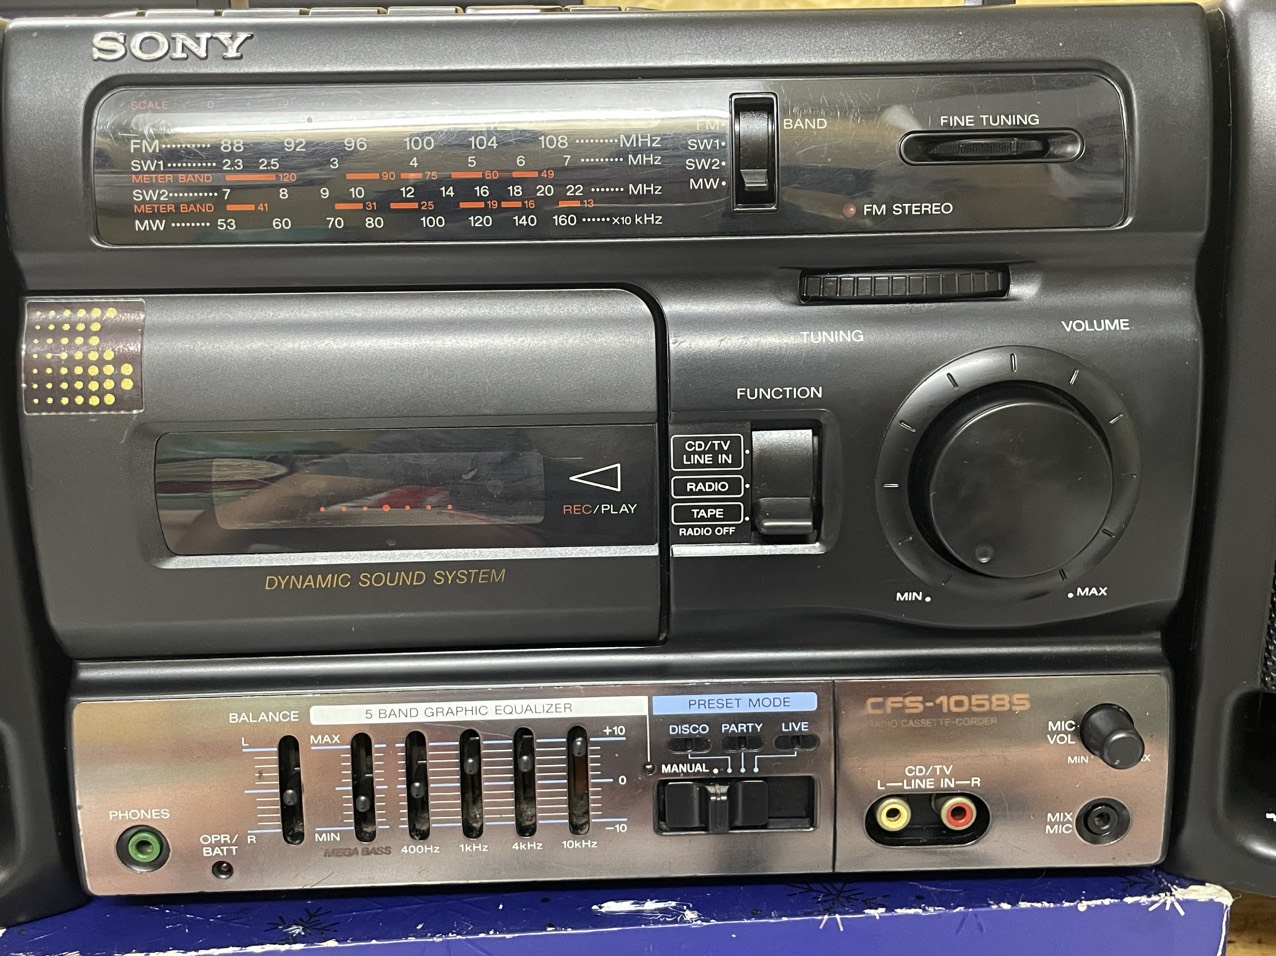 SONY
SCALE 0
FM 88 92 96 100 104 108 MHz
SW1 2.3 2.5 3 4 5 6 7 MHz
METER BAND 120 90 75 60 49
SW2 7 8 9 10 12 14 16 18 20 22 MHz
METER BAND 41 31 25 19 16 13
MW 53 60 70 80 100 120 140 160 x10 kHz
FM
SW1
SW2
MW
BAND
FINE TUNING
FM STEREO
TUNING
VOLUME
FUNCTION
CD/TV
LINE IN
RADIO
TAPE
RADIO OFF
MIN
MAX
REC/PLAY
DYNAMIC SOUND SYSTEM
BALANCE
L
R
5 BAND GRAPHIC EQUALIZER
MAX
MIN
+10
0
−10
MEGA BASS 400Hz 1kHz 4kHz 10kHz
PHONES
OPR/
BATT
PRESET MODE
DISCO PARTY LIVE
MANUAL
CFS-1058S
RADIO CASSETTE-CORDER
CD/TV
L—LINE IN—R
MIC
VOL
MIN
MIX
MIC